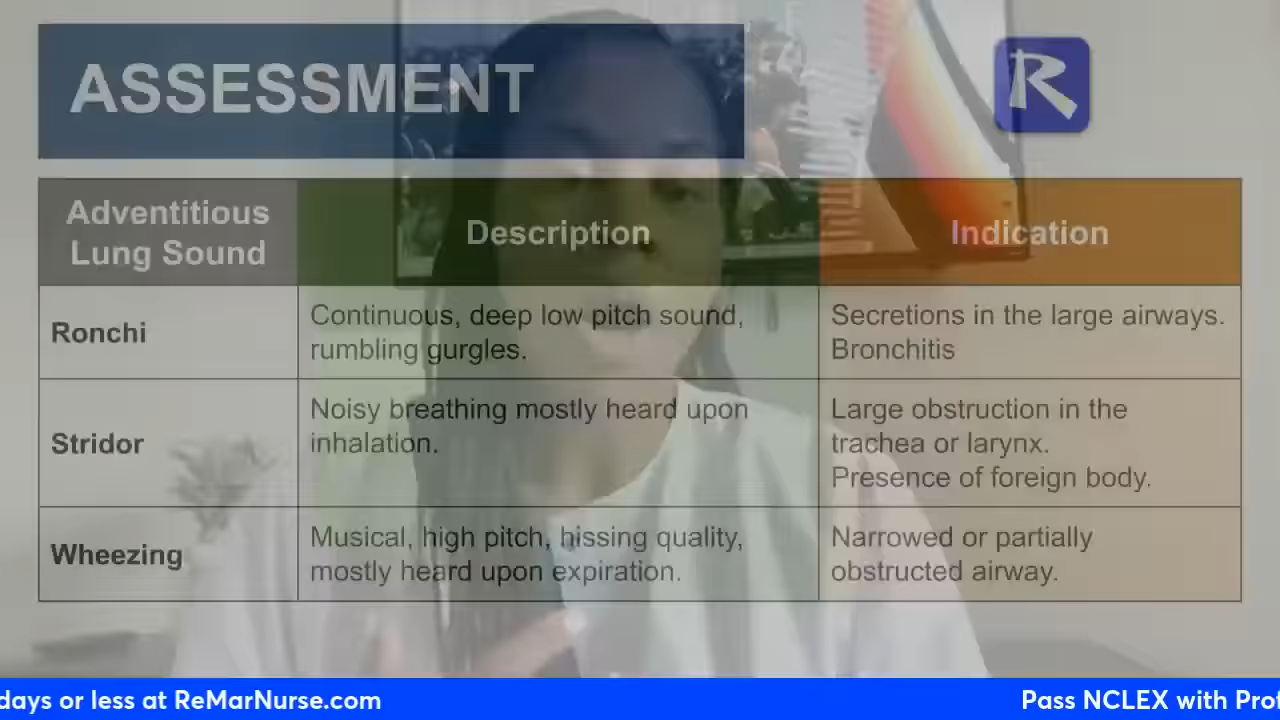 ASSESSMENT
R
Adventitious
Lung Sound
Description
Indication
Ronchi
Continuous, deep low pitch sound,
rumbling gurgles.
Secretions in the large airways.
Bronchitis
Stridor
Noisy breathing mostly heard upon
inhalation.
Large obstruction in the
trachea or larynx.
Presence of foreign body.
Wheezing
Musical, high pitch, hissing quality,
mostly heard upon expiration.
Narrowed or partially
obstructed airway.
days or less at ReMarNurse.com
Pass NCLEX with Prof